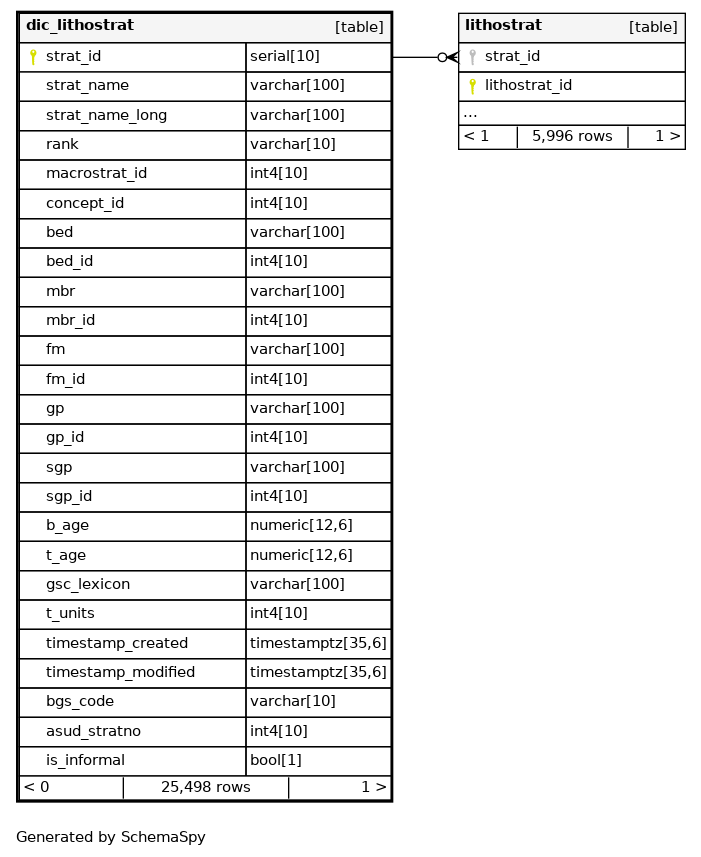 dic_lithostrat [table]
strat_id serial[10]
strat_name varchar[100]
strat_name_long varchar[100]
rank varchar[10]
macrostrat_id int4[10]
concept_id int4[10]
bed varchar[100]
bed_id int4[10]
mbr varchar[100]
mbr_id int4[10]
fm varchar[100]
fm_id int4[10]
gp varchar[100]
gp_id int4[10]
sgp varchar[100]
sgp_id int4[10]
b_age numeric[12,6]
t_age numeric[12,6]
gsc_lexicon varchar[100]
t_units int4[10]
timestamp_created timestamptz[35,6]
timestamp_modified timestamptz[35,6]
bgs_code varchar[10]
asud_stratno int4[10]
is_informal bool[1]
< 0 25,498 rows 1 >
lithostrat [table]
strat_id
lithostrat_id
...
< 1 5,996 rows 1 >
Generated by SchemaSpy